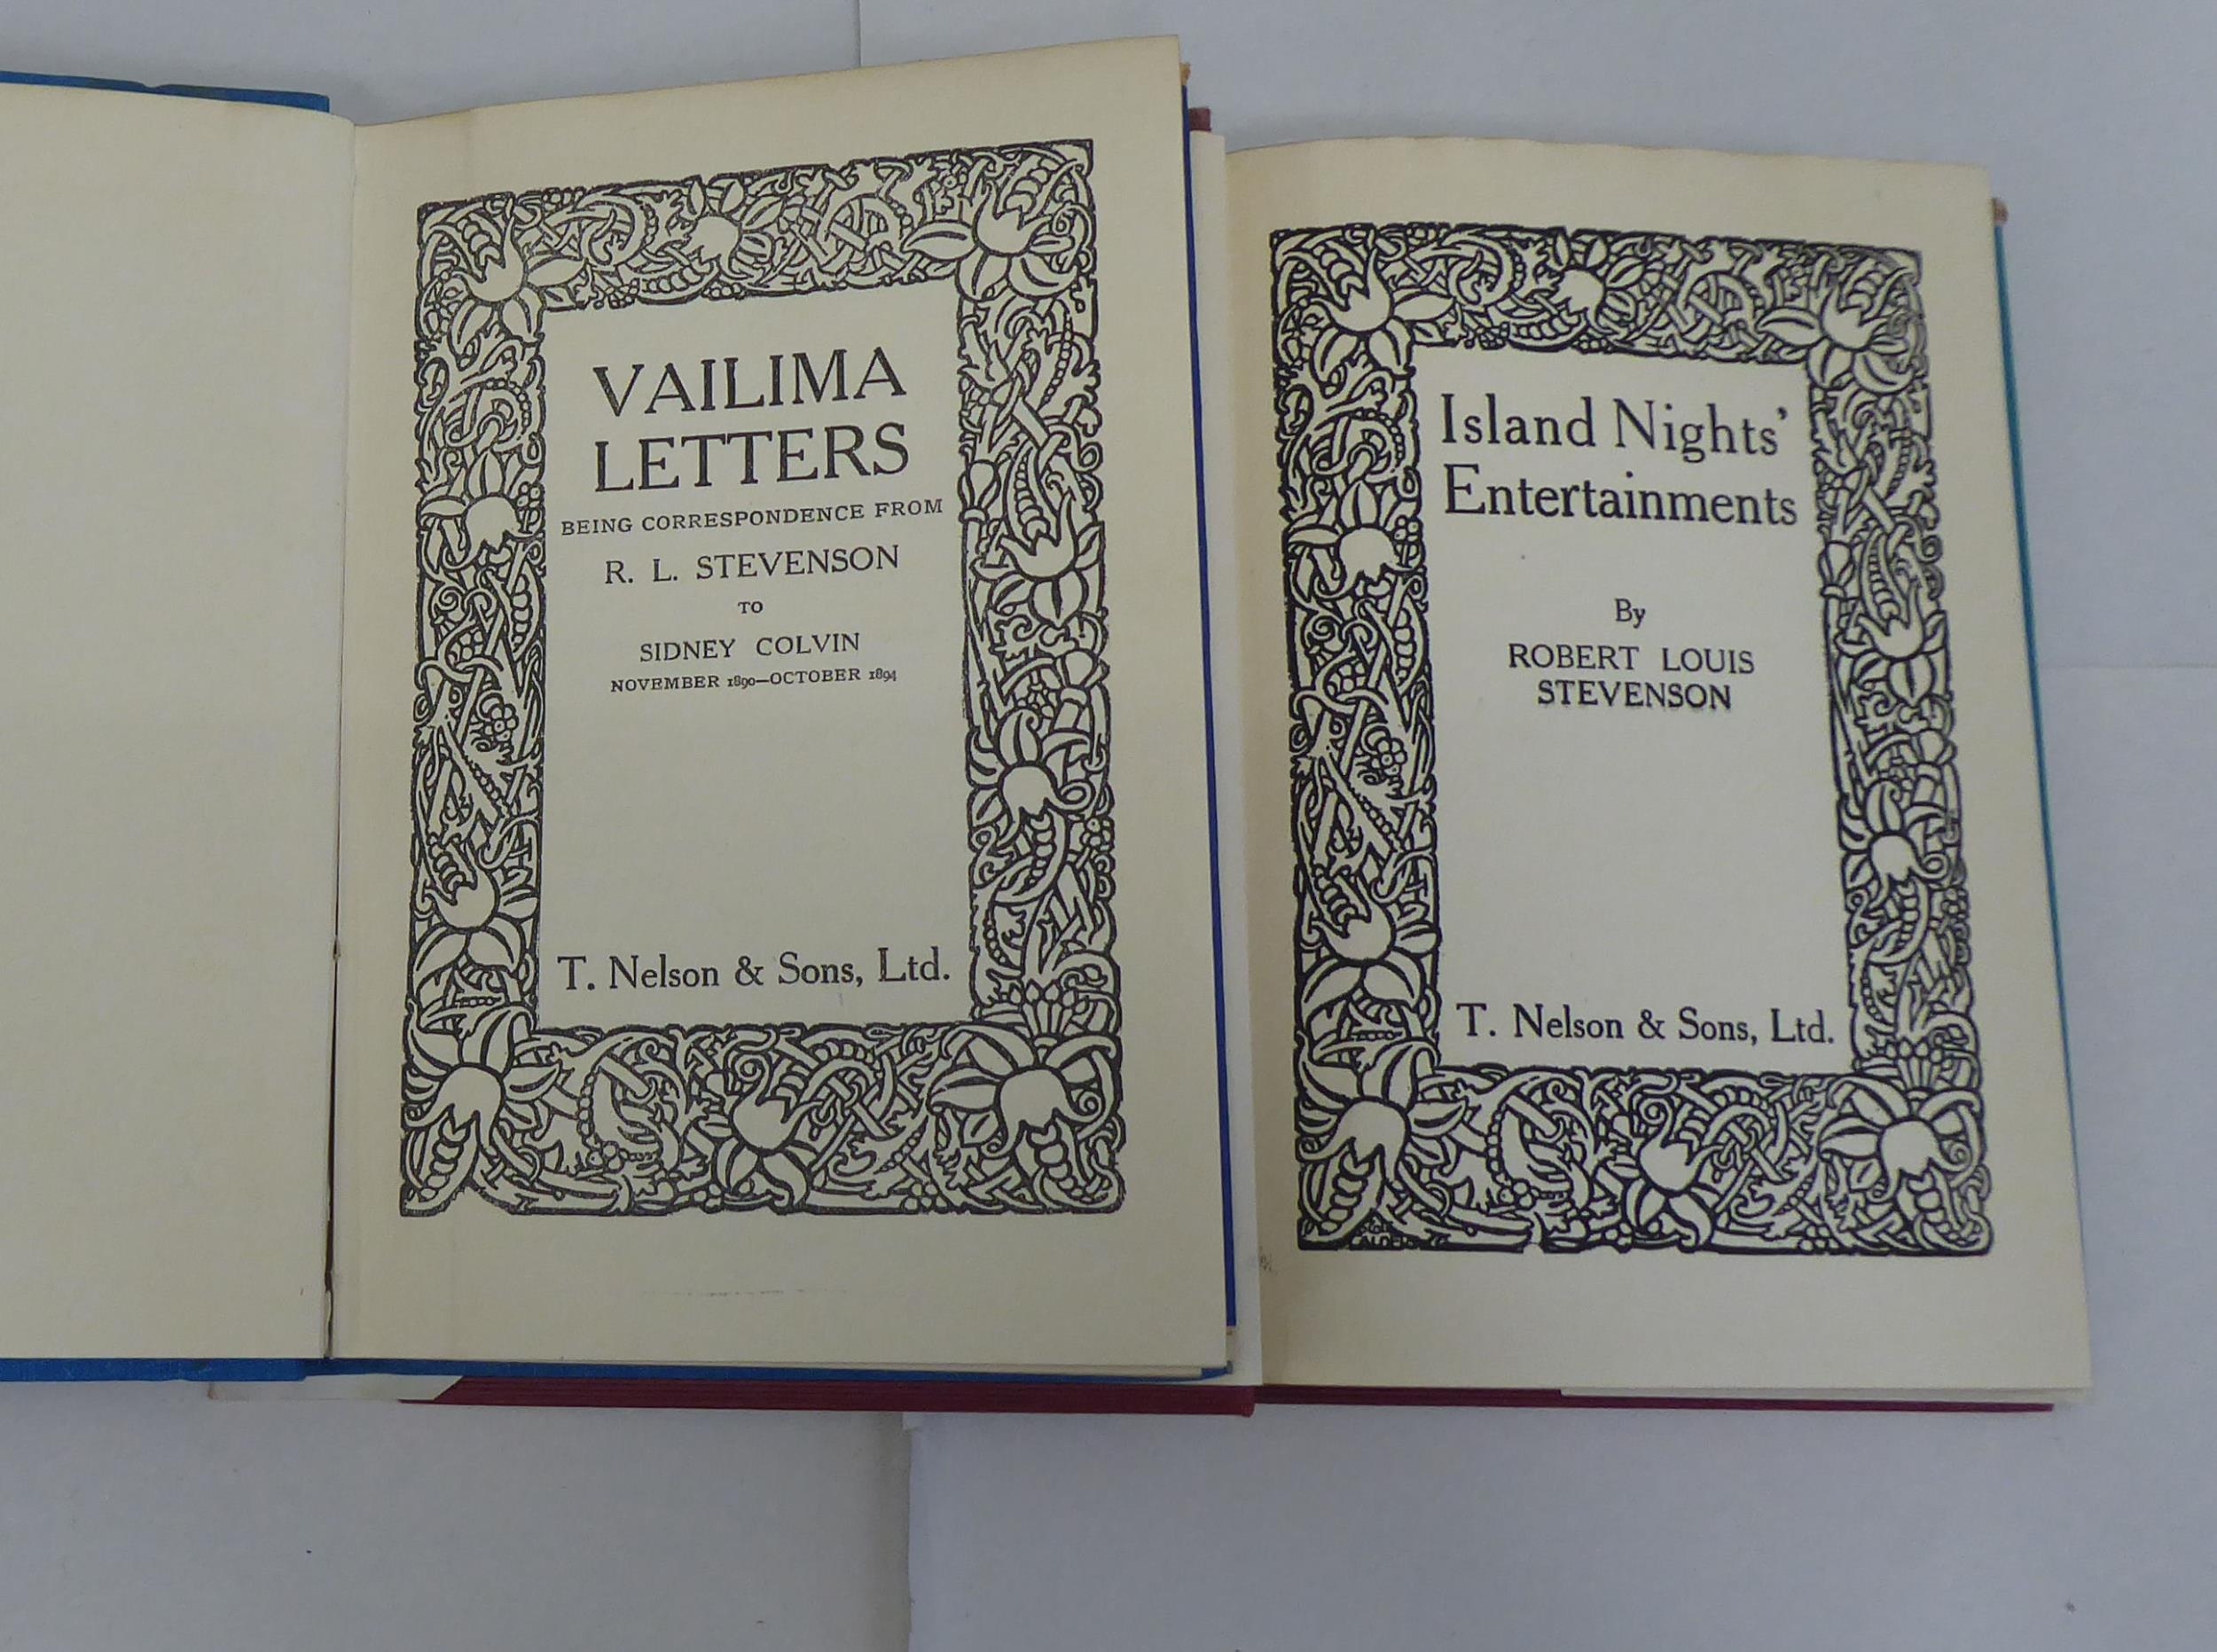 VAILIMA
LETTERS
BEING CORRESPONDENCE FROM
R. L. STEVENSON
TO
SIDNEY COLVIN
NOVEMBER 1890—OCTOBER 1894
T. Nelson & Sons, Ltd.
Island Nights’
Entertainments
By
ROBERT LOUIS
STEVENSON
T. Nelson & Sons, Ltd.